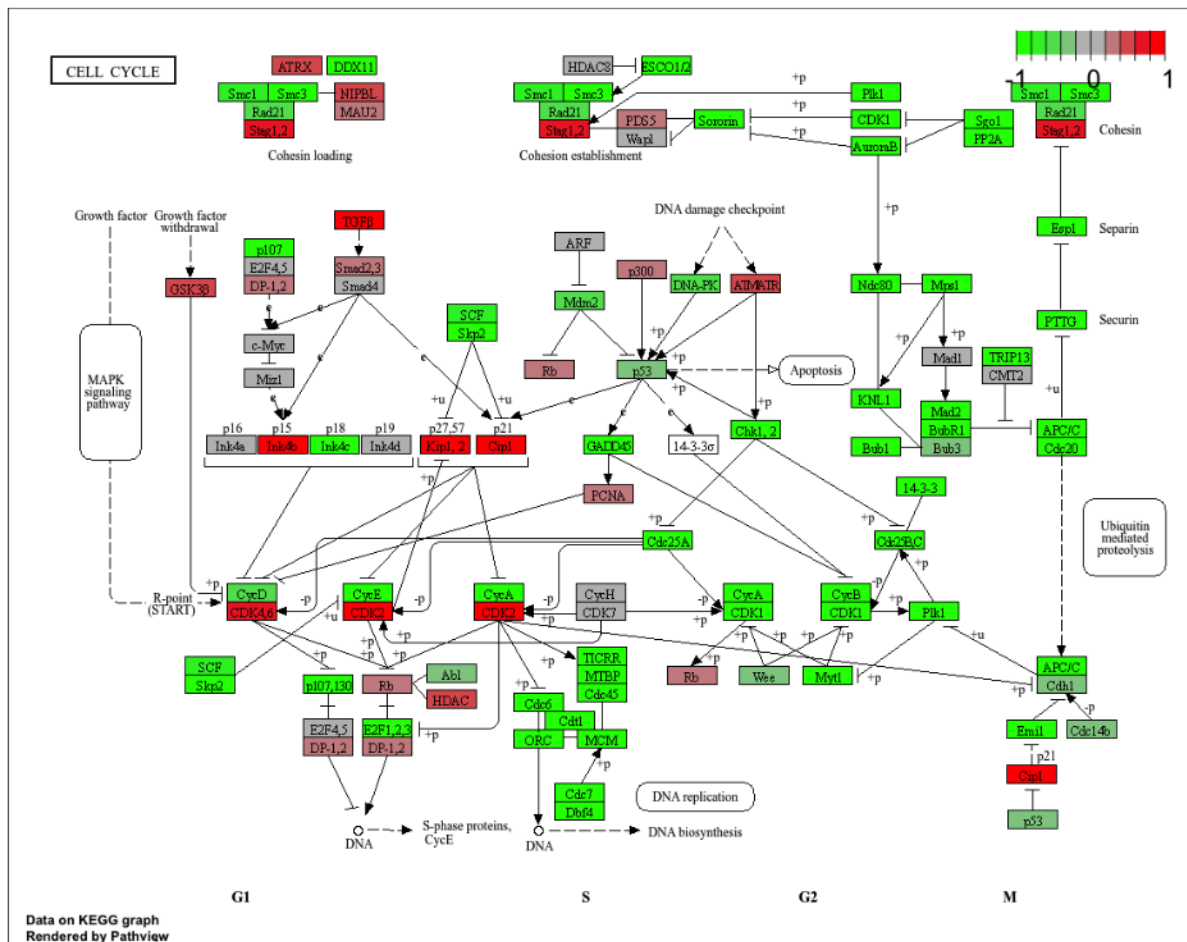 CELL CYCLE
ATRX
DDX11
Smc1
Smc3
NIPBL
MAU2
Rad21
Stag1,2
Cohesin loading
HDAC8
ESCO1/2
Smc1
Smc3
Rad21
Stag1,2
PDS5
Wapl
Sororin
Cohesion establishment
+p
Plk1
+p
CDK1
+p
AuroraB
Sgo1
PP2A
-1
0
1
Smc1
Smc3
Rad21
Stag1,2
Cohesin
Growth factor
Growth factor
withdrawal
GSK3β
p107
E2F4,5
DP-1,2
TGFβ
Smad2,3
Smad4
e
c-Myc
Miz1
e
e
e
SCF
Skp2
+u
+u
DNA damage checkpoint
ARF
p300
DNA-PK
ATMATR
Mdm2
Rb
+p
+p
+p
p53
Apoptosis
+p
+p
e
e
e
+p
Ndc80
Mps1
+p
+p
Mad1
KNL1
Mad2
BubR1
Bub1
Bub3
TRIP13
CMT2
Esp1
Separin
PTTG
Securin
+u
APC/C
Cdc20
MAPK
signaling
pathway
p16
p15
p18
p19
Ink4a
Ink4b
Ink4c
Ink4d
p27,57
p21
Kip1, 2
Cip1
+p
GADD45
14-3-3σ
Chk1, 2
PCNA
+p
+p
14-3-3
Cdc25A
Cdc25B,C
Ubiquitin
mediated
proteolysis
R-point
(START)
+p
CycD
CDK4,6
-p
CycE
CDK2
-p
+u
CycA
CDK2
-p
+p
CycH
CDK7
-p
+p
CycA
CDK1
CycB
CDK1
-p
+p
+p
Plk1
+u
SCF
Skp2
+p
+p
+p
p107,130
Rb
Abl
HDAC
E2F4,5
DP-1,2
E2F1,2,3
DP-1,2
+p
+p
+p
TICRR
MTBP
Cdc45
Cdc6
Cdt1
ORC
MCM
+p
Cdc7
Dbf4
+p
+p
+p
Rb
Wee
Myt1
+p
APC/C
+p
Cdh1
-p
Emi1
Cdc14b
p21
Cip1
p53
DNA replication
DNA
S-phase proteins,
CycE
DNA
DNA biosynthesis
G1
S
G2
M
Data on KEGG graph
Rendered by Pathview